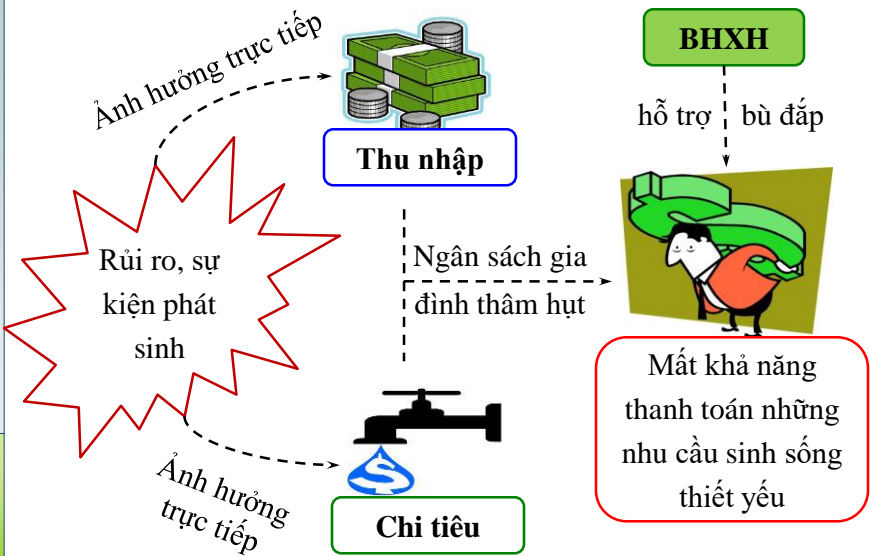 Ảnh hưởng trực tiếp
Thu nhập
BHXH
hỗ trợ bù đắp
Rủi ro, sự
kiện phát
sinh
Ngân sách gia
đình thâm hụt
Ảnh hưởng
trực tiếp
$
Chi tiêu
Mất khả năng
thanh toán những
nhu cầu sinh sống
thiết yếu